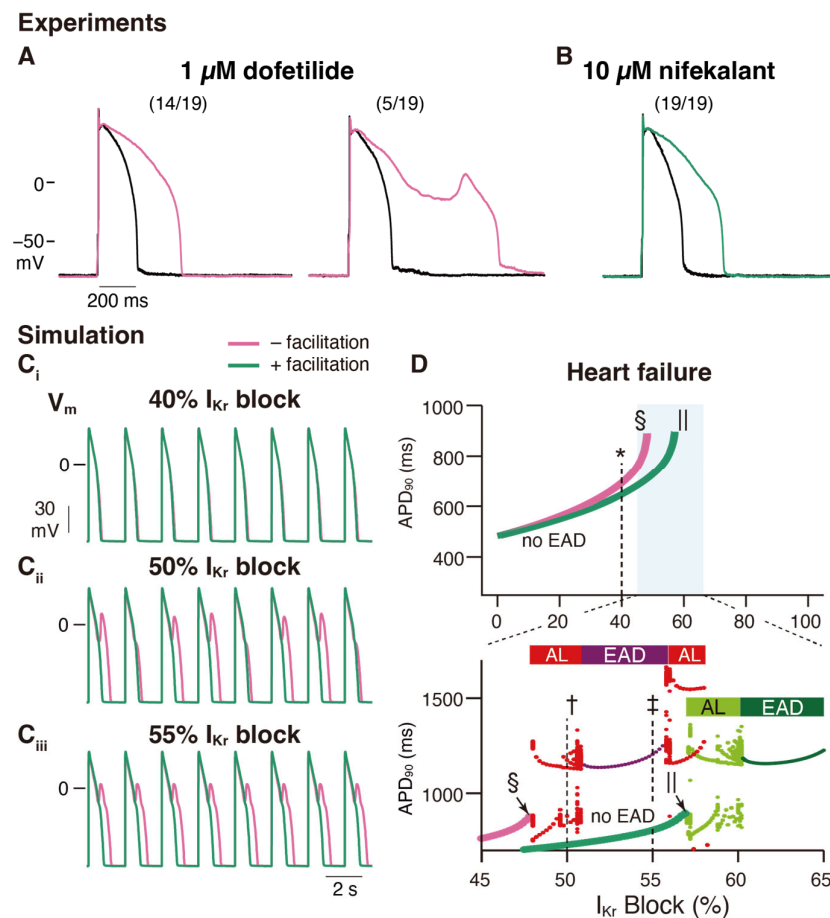 Experiments
A
1 µM dofetilide
B
10 µM nifekalant
(14/19)
(5/19)
(19/19)
0
−50
mV
200 ms
Simulation
− facilitation
+ facilitation
Ci
Vm
40% IKr block
0
30
mV
Cii
50% IKr block
0
Ciii
55% IKr block
0
2 s
D
Heart failure
1000
800
600
400
APD90 (ms)
§
||
*
no EAD
0
20
40
60
80
100
AL
EAD
AL
AL
EAD
1500
1000
APD90 (ms)
†
‡
§
||
no EAD
45
50
55
60
65
IKr Block (%)